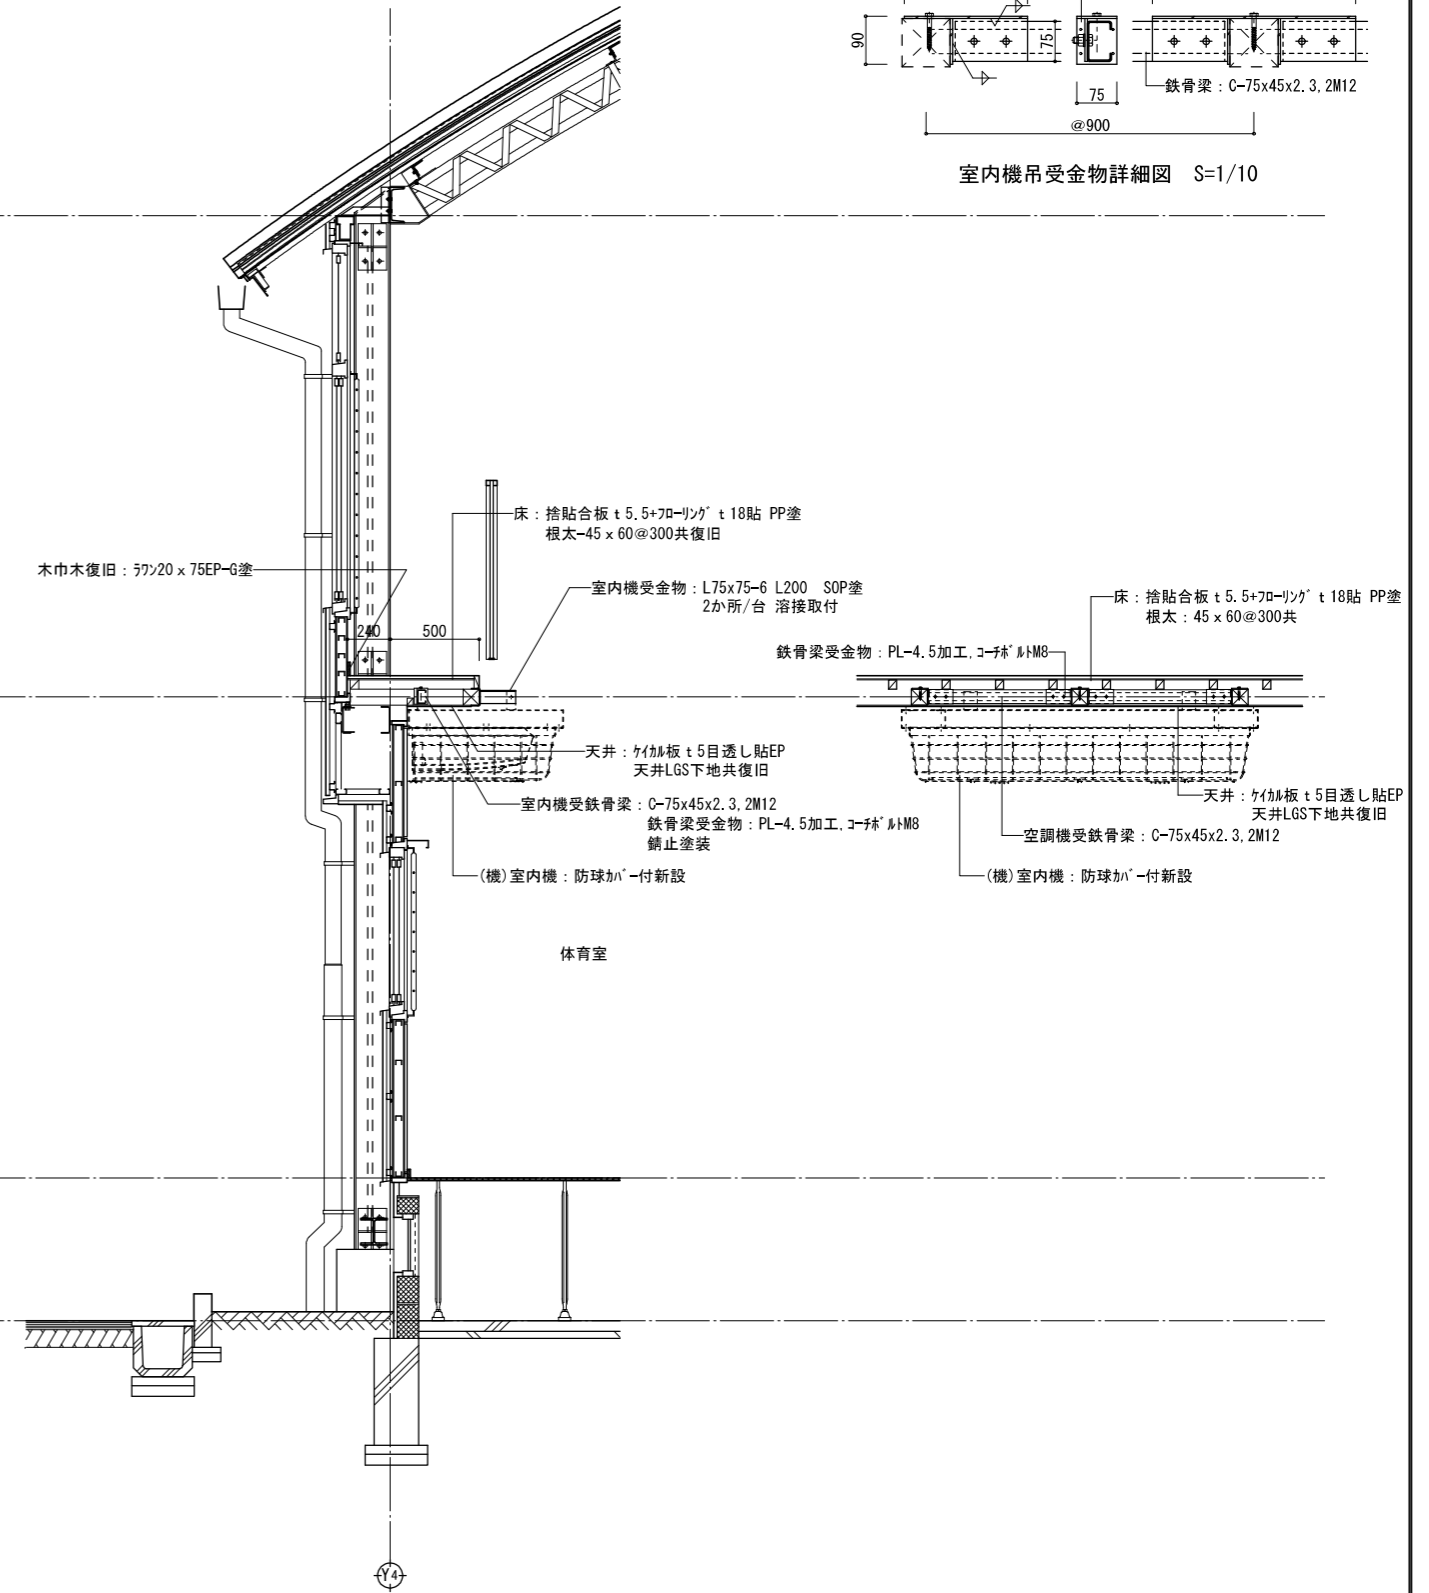 90
75
75
鉄骨梁：C-75x45x2.3,2M12
@900
室内機吊受金物詳細図　S=1/10
床：捨貼合板ｔ5.5+ﾌﾛｰﾘﾝｸﾞｔ18貼 PP塗
根太-45ｘ60@300共復旧
木巾木復旧：ﾗﾜﾝ20ｘ75EP-G塗
室内機受金物：L75x75-6 L200　SOP塗
2か所/台 溶接取付
240
500
床：捨貼合板ｔ5.5+ﾌﾛｰﾘﾝｸﾞｔ18貼 PP塗
根太：45ｘ60@300共
鉄骨梁受金物：PL-4.5加工,ｺｰﾁﾎﾞﾙﾄM8
天井：ｹｲｶﾙ板ｔ5目透し貼EP
天井LGS下地共復旧
室内機受鉄骨梁：C-75x45x2.3,2M12
鉄骨梁受金物：PL-4.5加工,ｺｰﾁﾎﾞﾙﾄM8
錆止塗装
(機)室内機：防球ｶﾊﾞｰ付新設
天井：ｹｲｶﾙ板ｔ5目透し貼EP
天井LGS下地共復旧
空調機受鉄骨梁：C-75x45x2.3,2M12
(機)室内機：防球ｶﾊﾞｰ付新設
体育室
Y4